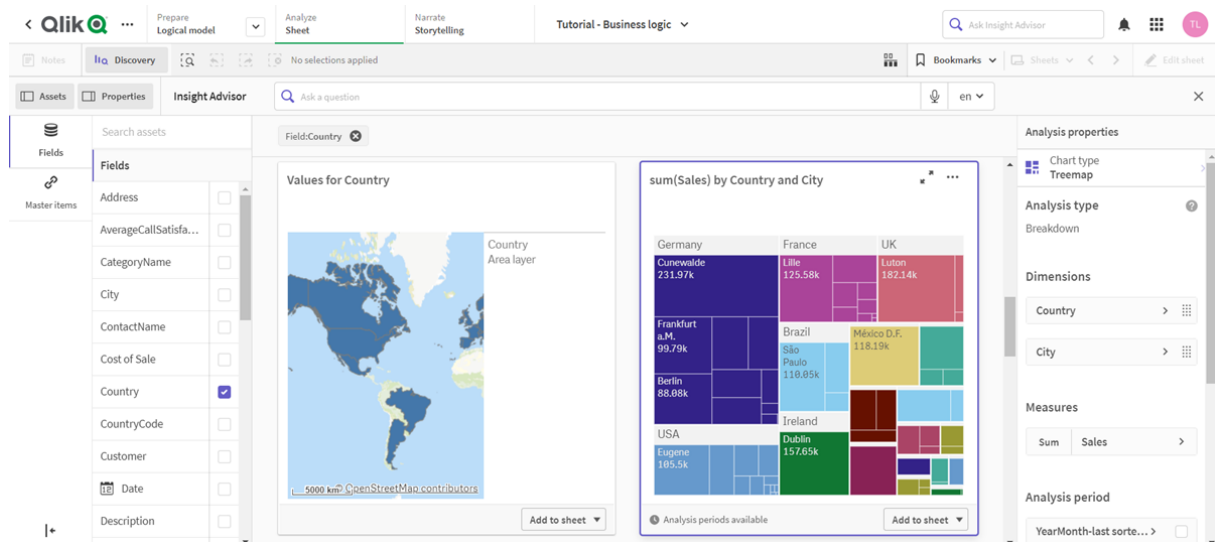 Qlik
Prepare
Logical model
Analyze
Sheet
Narrate
Storytelling
Tutorial - Business logic
Ask Insight Advisor
TL
Notes
Discovery
No selections applied
Bookmarks
Sheets
Edit sheet
Assets
Properties
Insight Advisor
Ask a question
en
Fields
Master items
Search assets
Fields
Address
AverageCallSatisfa...
CategoryName
City
ContactName
Cost of Sale
Country
CountryCode
Customer
12
Date
Description
Field:Country
Values for Country
Country
Area layer
5000 km
© OpenStreetMap contributors
Add to sheet
sum(Sales) by Country and City
Germany
Cunewalde
231.97k
Frankfurt
a.M.
99.79k
Berlin
88.08k
USA
Eugene
105.5k
France
Lille
125.58k
UK
Luton
182.14k
Brazil
São
Paulo
110.05k
México D.F.
118.19k
Ireland
Dublin
157.65k
Analysis periods available
Add to sheet
Analysis properties
Chart type
Treemap
Analysis type
?
Breakdown
Dimensions
Country
City
Measures
Sum
Sales
Analysis period
YearMonth-last sorte...